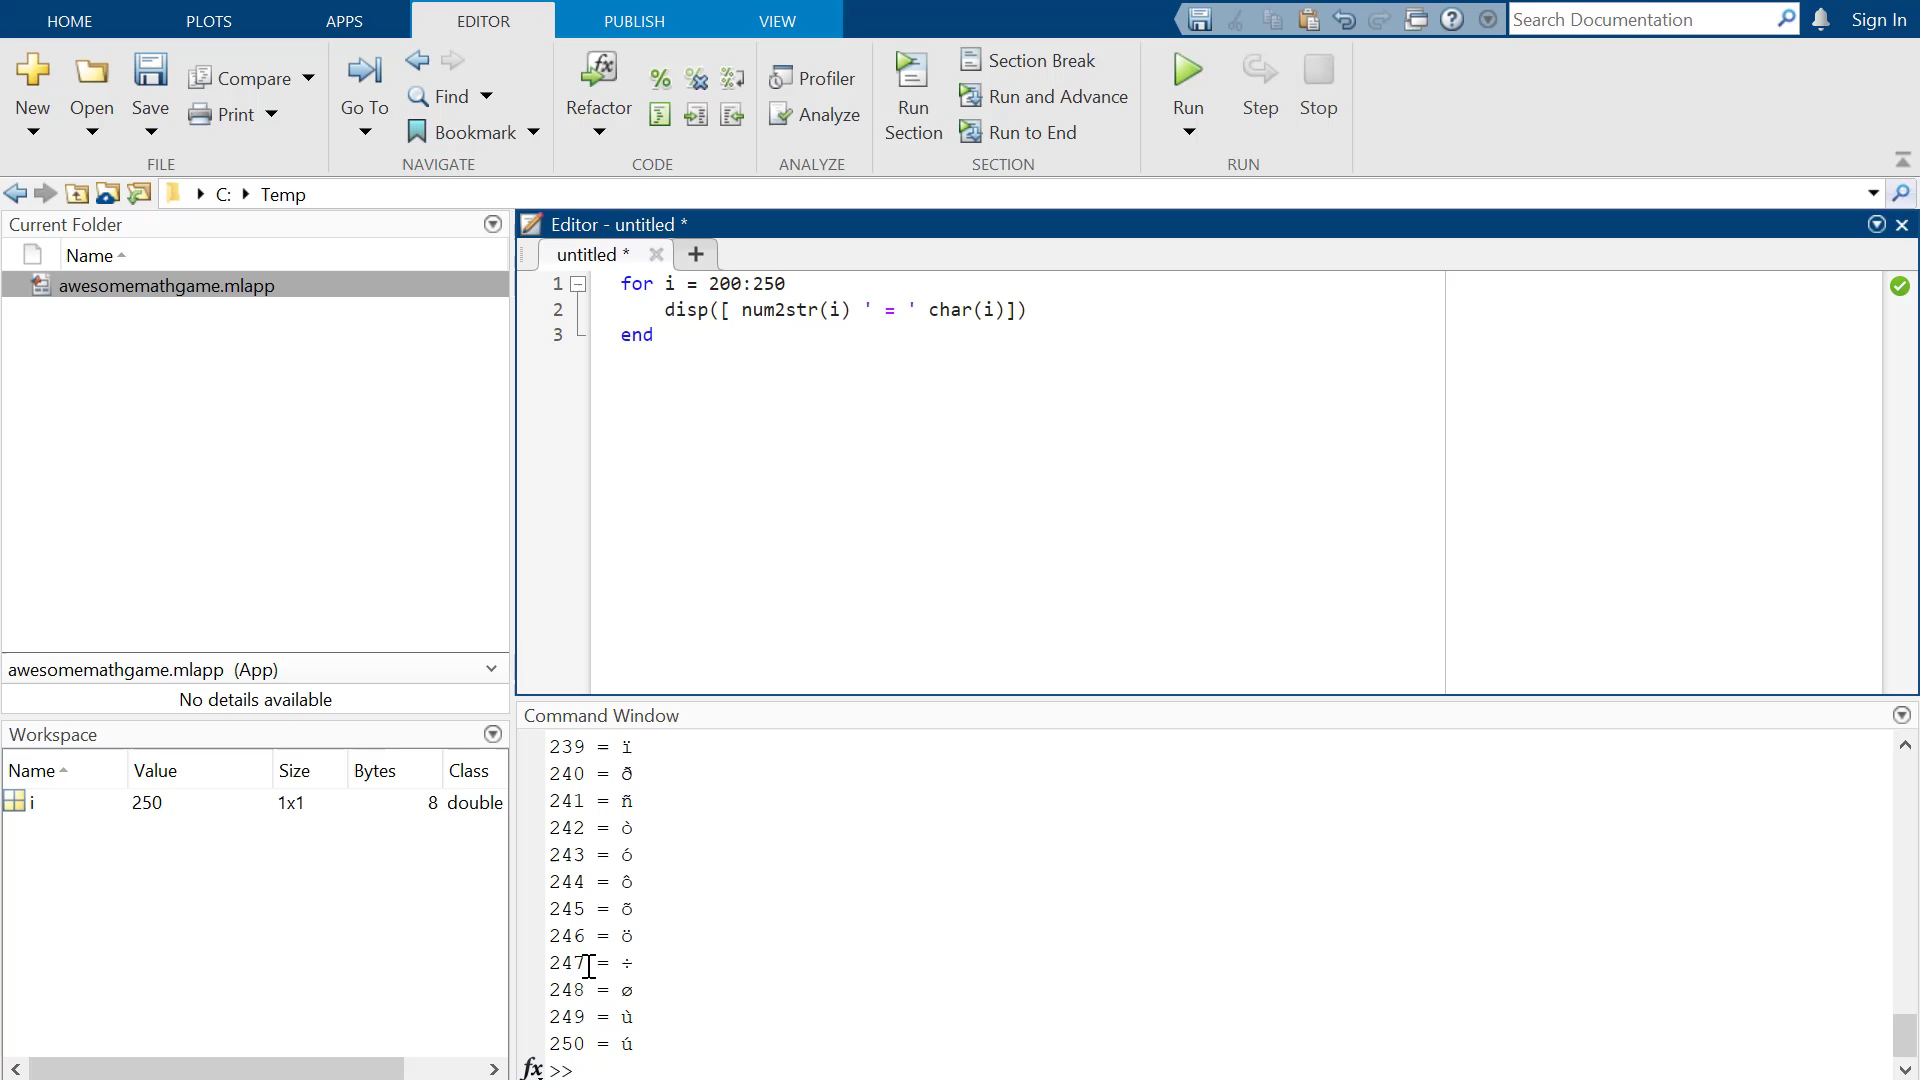 HOME PLOTS APPS EDITOR PUBLISH VIEW Search Documentation Sign In
New Open Save Compare Print
FILE
Go To Find Bookmark
NAVIGATE
Refactor
CODE
Profiler
Analyze
ANALYZE
Run Section
Section Break
Run and Advance
Run to End
SECTION
Run Step Stop
RUN
C: Temp
Current Folder
Name
awesomemathgame.mlapp
awesomemathgame.mlapp (App)
No details available
Workspace
Name Value Size Bytes Class
i 250 1x1 8 double
Editor - untitled *
untitled *
1 for i = 200:250
2 disp([ num2str(i) ' = ' char(i)])
3 end
Command Window
239 = ï
240 = ð
241 = ñ
242 = ò
243 = ó
244 = ô
245 = õ
246 = ö
247 = ÷
248 = ø
249 = ù
250 = ú
fx >>